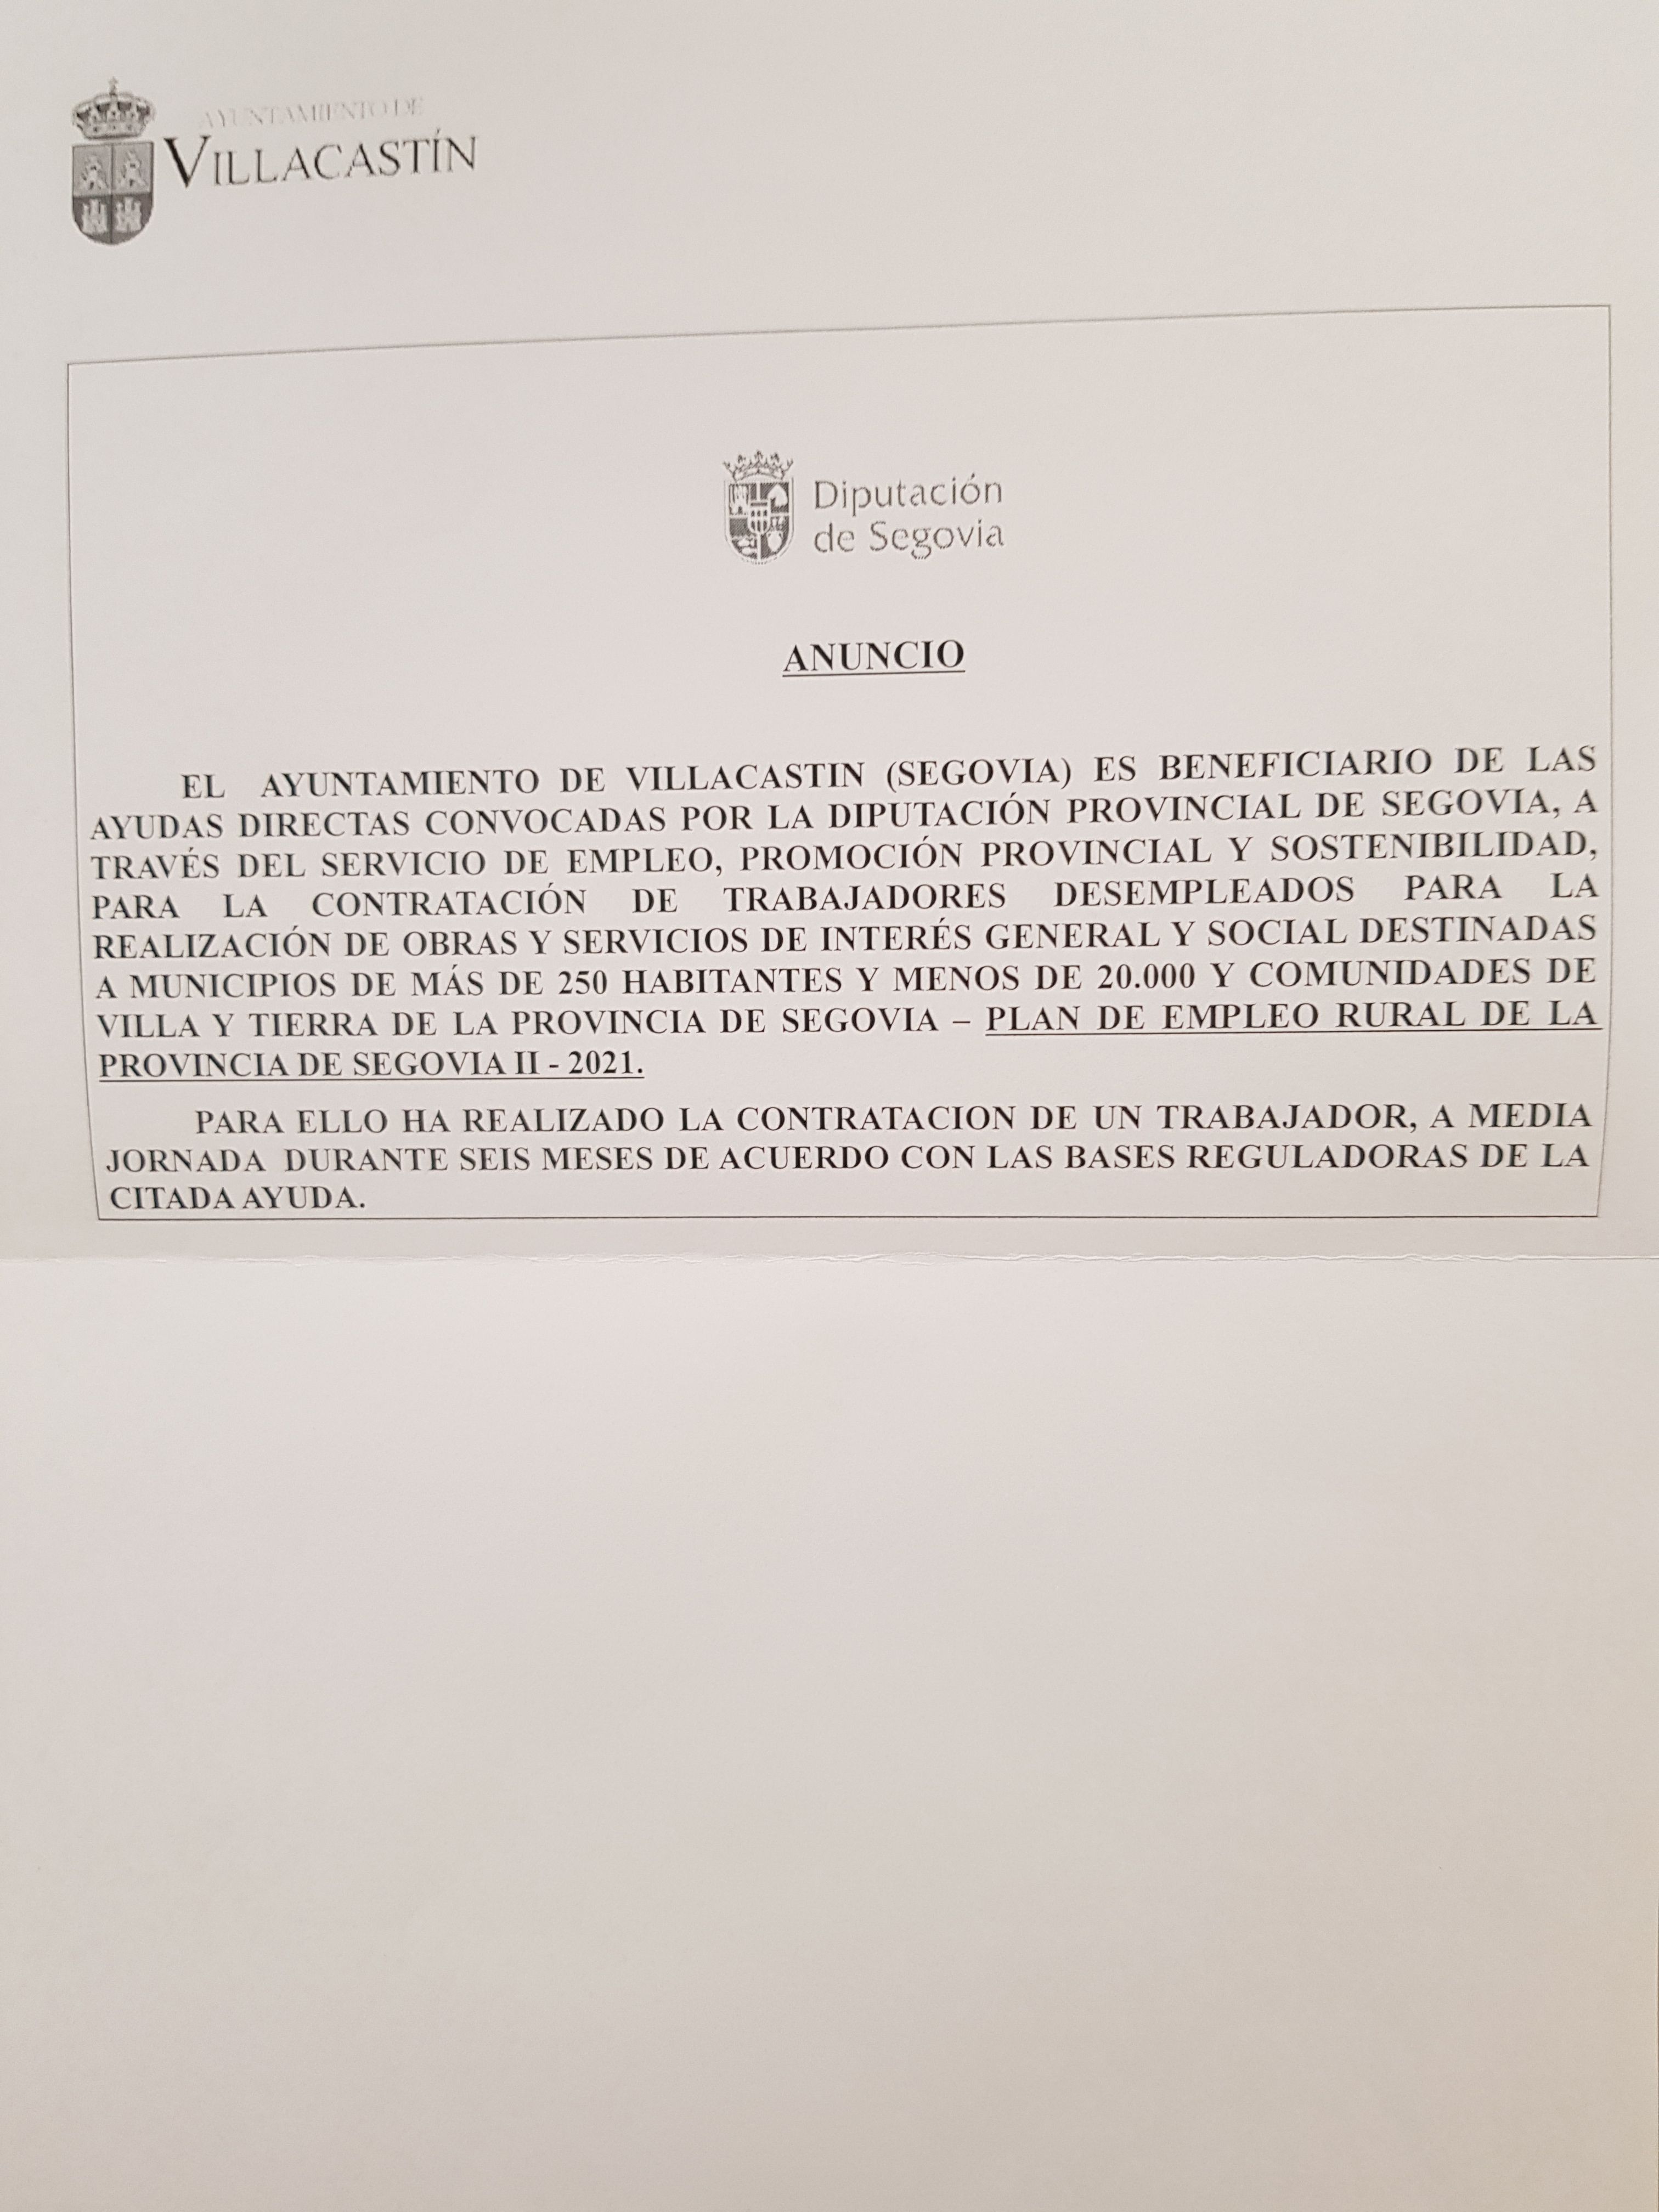 AYUNTAMIENTO DE
VILLACASTÍN
Diputación
de Segovia
ANUNCIO
EL AYUNTAMIENTO DE VILLACASTIN (SEGOVIA) ES BENEFICIARIO DE LAS
AYUDAS DIRECTAS CONVOCADAS POR LA DIPUTACIÓN PROVINCIAL DE SEGOVIA, A
TRAVÉS DEL SERVICIO DE EMPLEO, PROMOCIÓN PROVINCIAL Y SOSTENIBILIDAD,
PARA LA CONTRATACIÓN DE TRABAJADORES DESEMPLEADOS PARA LA
REALIZACIÓN DE OBRAS Y SERVICIOS DE INTERÉS GENERAL Y SOCIAL DESTINADAS
A MUNICIPIOS DE MÁS DE 250 HABITANTES Y MENOS DE 20.000 Y COMUNIDADES DE
VILLA Y TIERRA DE LA PROVINCIA DE SEGOVIA – PLAN DE EMPLEO RURAL DE LA
PROVINCIA DE SEGOVIA II - 2021.
PARA ELLO HA REALIZADO LA CONTRATACION DE UN TRABAJADOR, A MEDIA
JORNADA DURANTE SEIS MESES DE ACUERDO CON LAS BASES REGULADORAS DE LA
CITADA AYUDA.